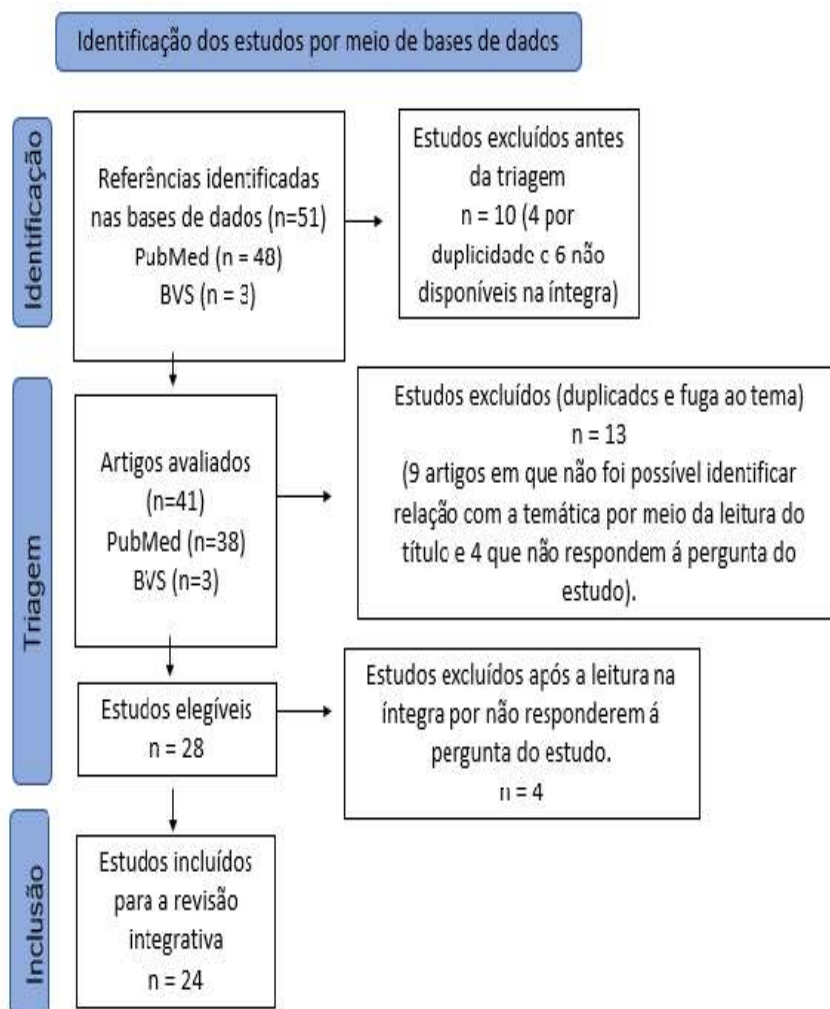 Identificação dos estudos por meio de bases de dados
Identificação
Referências identificadas
nas bases de dados (n=51)
PubMed (n = 48)
BVS (n = 3)
Estudos excluídos antes
da triagem
n = 10 (4 por
duplicidade e 6 não
disponíveis na íntegra)
Triagem
Artigos avaliados
(n=41)
PubMed (n=38)
BVS (n=3)
Estudos excluídos (duplicados e fuga ao tema)
n = 13
(9 artigos em que não foi possível identificar
relação com a temática por meio da leitura do
título e 4 que não respondem á pergunta do
estudo).
Estudos elegíveis
n = 28
Estudos excluídos após a leitura na
íntegra por não responderem á
pergunta do estudo.
n = 4
Inclusão
Estudos incluídos
para a revisão
integrativa
n = 24